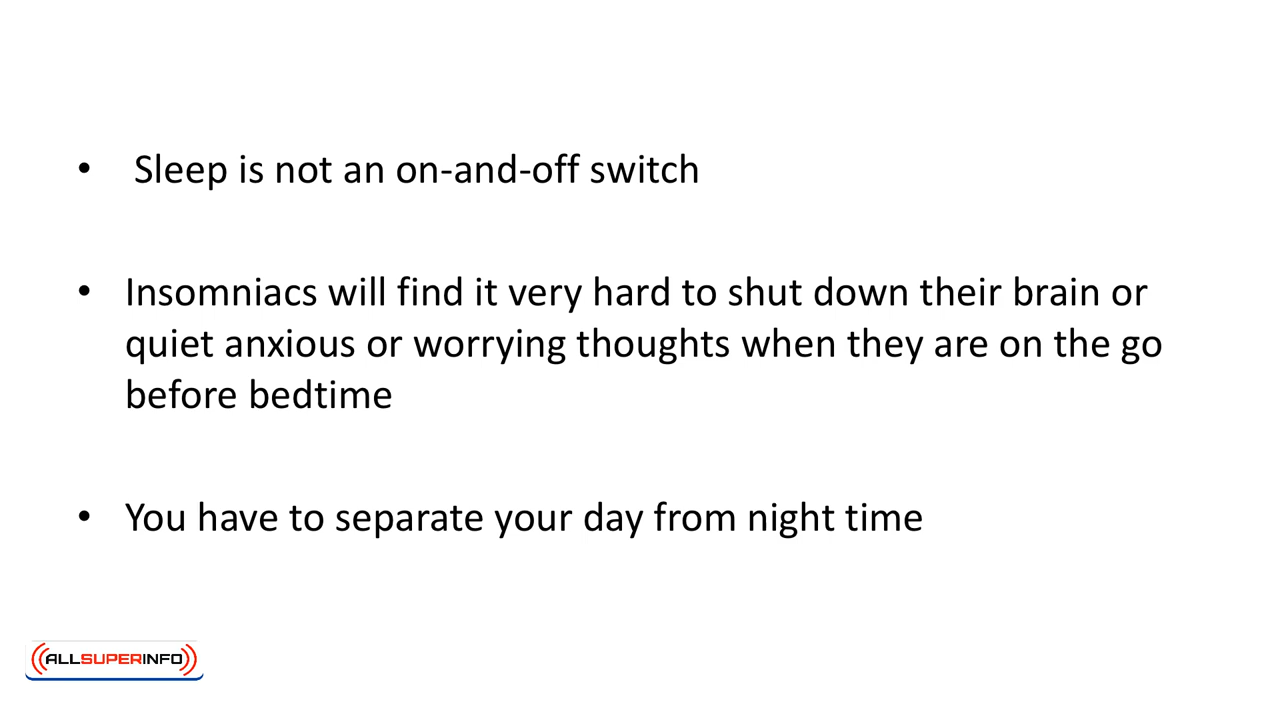 • Sleep is not an on-and-off switch
• Insomniacs will find it very hard to shut down their brain or
quiet anxious or worrying thoughts when they are on the go
before bedtime
• You have to separate your day from night time
ALLSUPERINFO